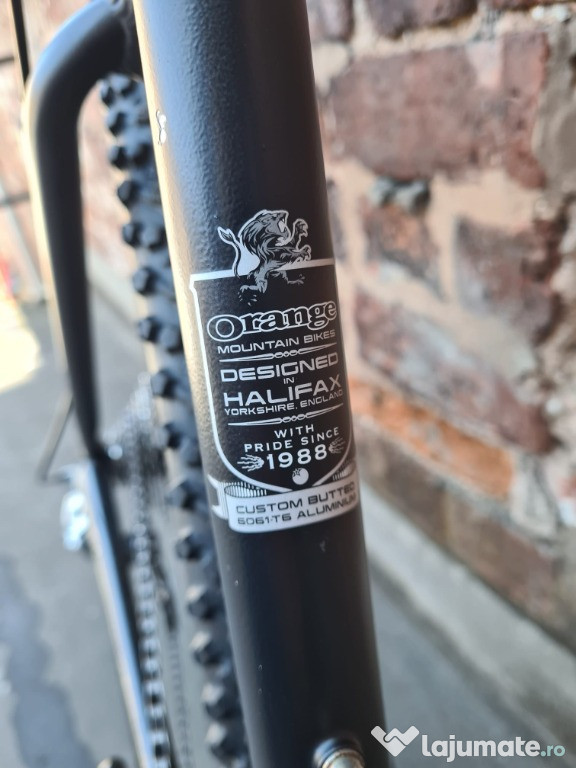 Orange
MOUNTAIN BIKES
DESIGNED
IN
HALIFAX
YORKSHIRE, ENGLAND
WITH
PRIDE SINCE
1988
CUSTOM BUTTED
6061-T6 ALUMINIUM
lajumate.ro